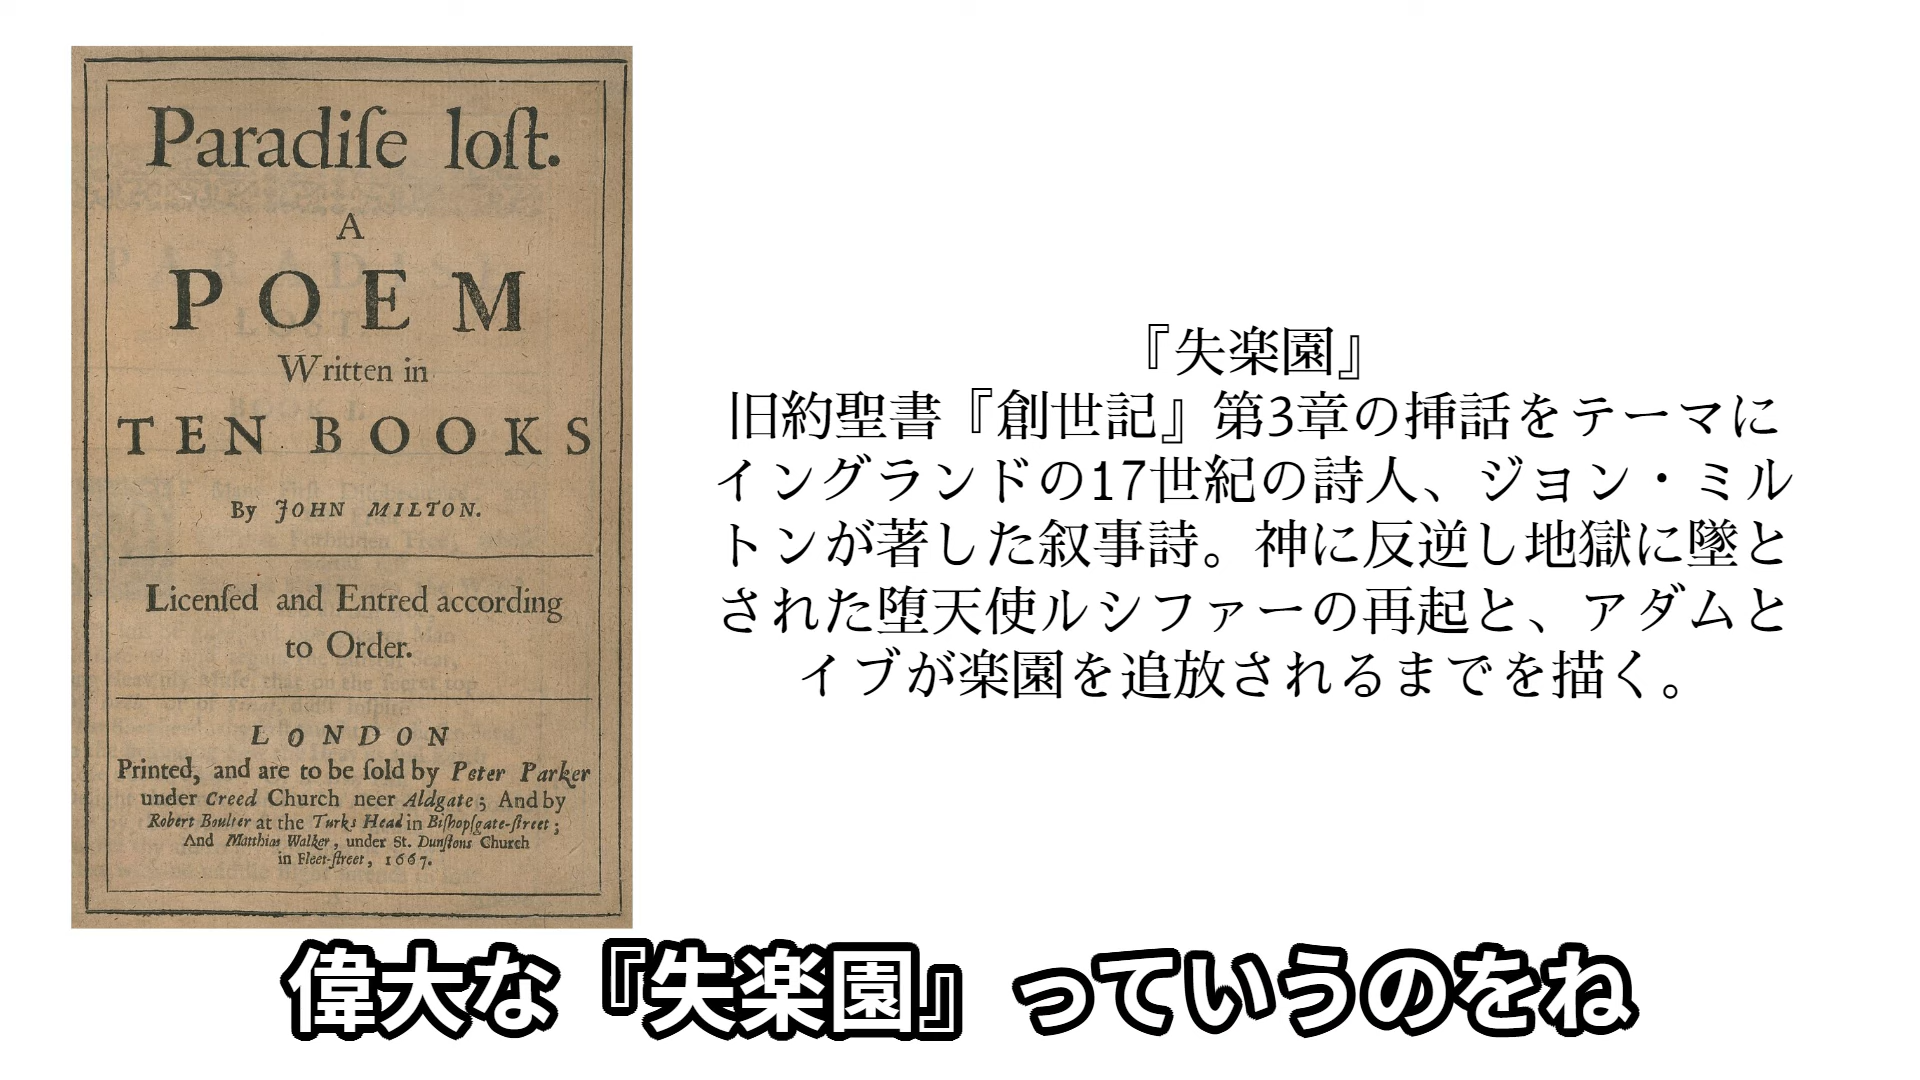 Paradiſe loſt.
A
POEM
Written in
TEN BOOKS
By JOHN MILTON.
Licenſed and Entred according
to Order.
LONDON
Printed, and are to be ſold by Peter Parker
under Creed Church neer Aldgate; And by
Robert Boulter at the Turks Head in Biſhopſgate-ſtreet;
And Matthias Walker, under St. Dunſtons Church
in Fleet-ſtreet, 1667.
『失楽園』
旧約聖書『創世記』第3章の挿話をテーマに
イングランドの17世紀の詩人、ジョン・ミル
トンが著した叙事詩。神に反逆し地獄に墜と
された堕天使ルシファーの再起と、アダムと
イブが楽園を追放されるまでを描く。
偉大な『失楽園』っていうのをね